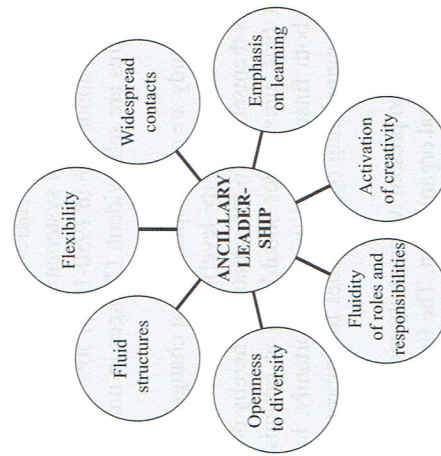 Flexibility
Widespread
contacts
Emphasis
on learning
Activation
of creativity
Fluidity
of roles and
responsibilities
Openness
to diversity
Fluid
structures
ANCILLARY
LEADER-
SHIP